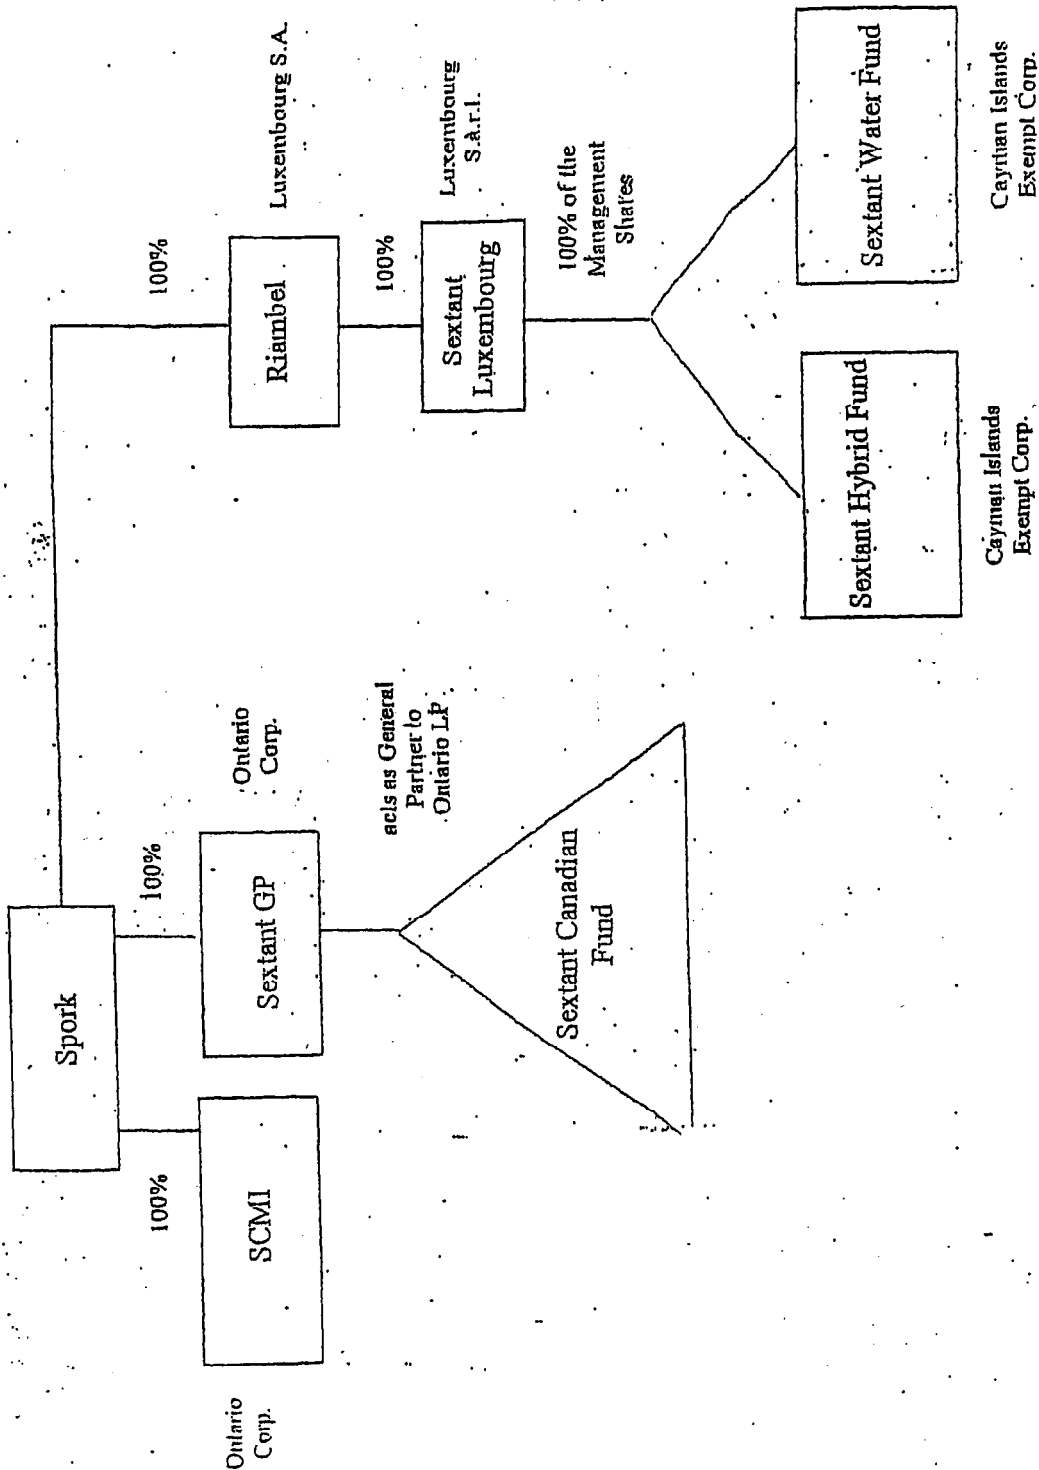 Spork
100%
100%
100%
Ontario
Corp.
SCMI
Sextant GP
Ontario
Corp.
Riambel
Luxembourg S.A.
100%
acts as General
Partner to
Ontario LP
Sextant
Luxembourg
Luxembourg
S.à.r.l.
Sextant Canadian
Fund
100% of the
Management
Shares
Sextant Hybrid Fund
Sextant Water Fund
Cayman Islands
Exempt Corp.
Cayman Islands
Exempt Corp.